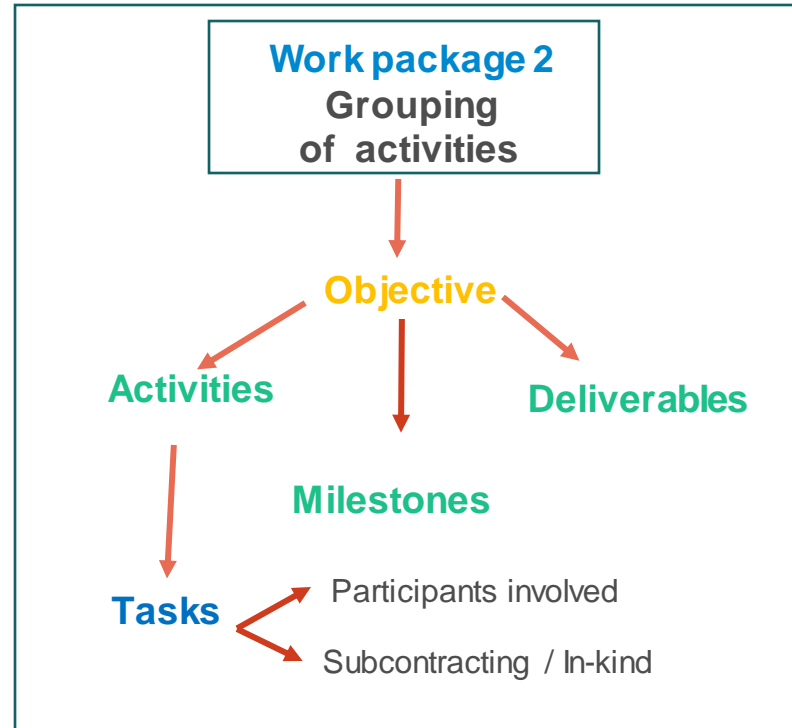 Work package 2
Grouping
of activities
Objective
Activities
Deliverables
Milestones
Tasks
Participants involved
Subcontracting / In-kind